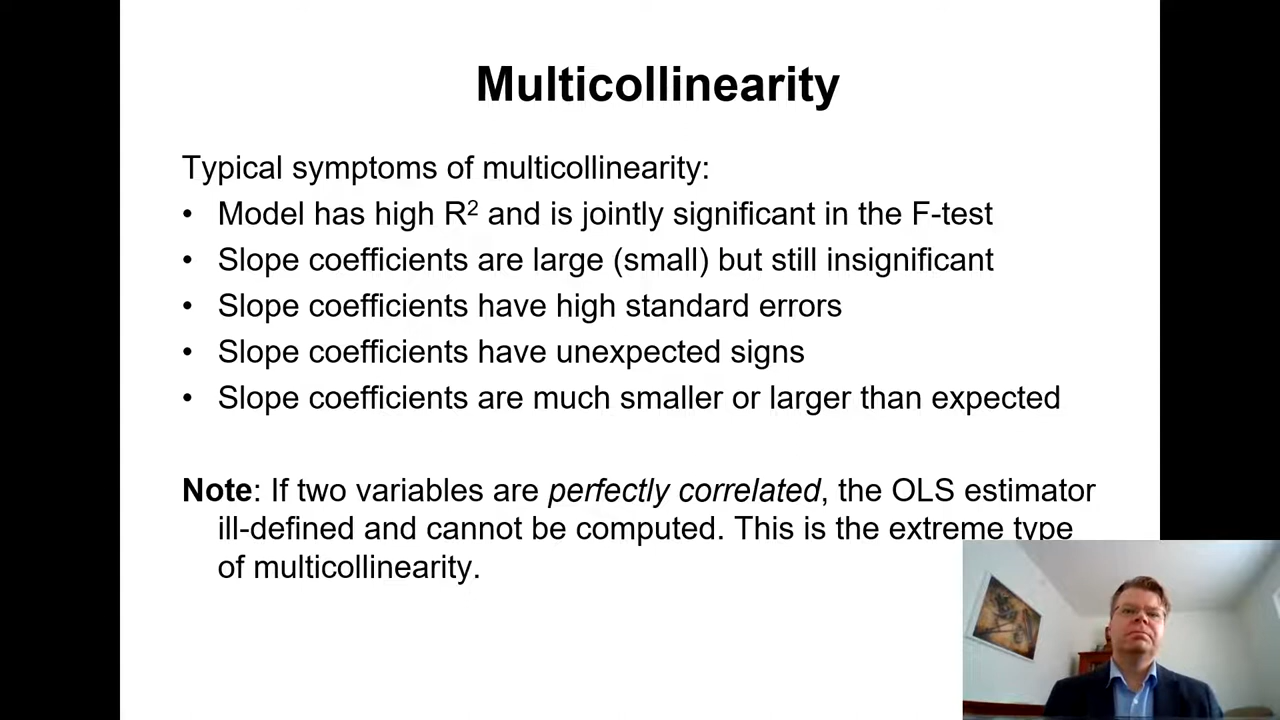 Multicollinearity
Typical symptoms of multicollinearity:
• Model has high R² and is jointly significant in the F-test
• Slope coefficients are large (small) but still insignificant
• Slope coefficients have high standard errors
• Slope coefficients have unexpected signs
• Slope coefficients are much smaller or larger than expected
Note: If two variables are perfectly correlated, the OLS estimator
ill-defined and cannot be computed. This is the extreme type
of multicollinearity.